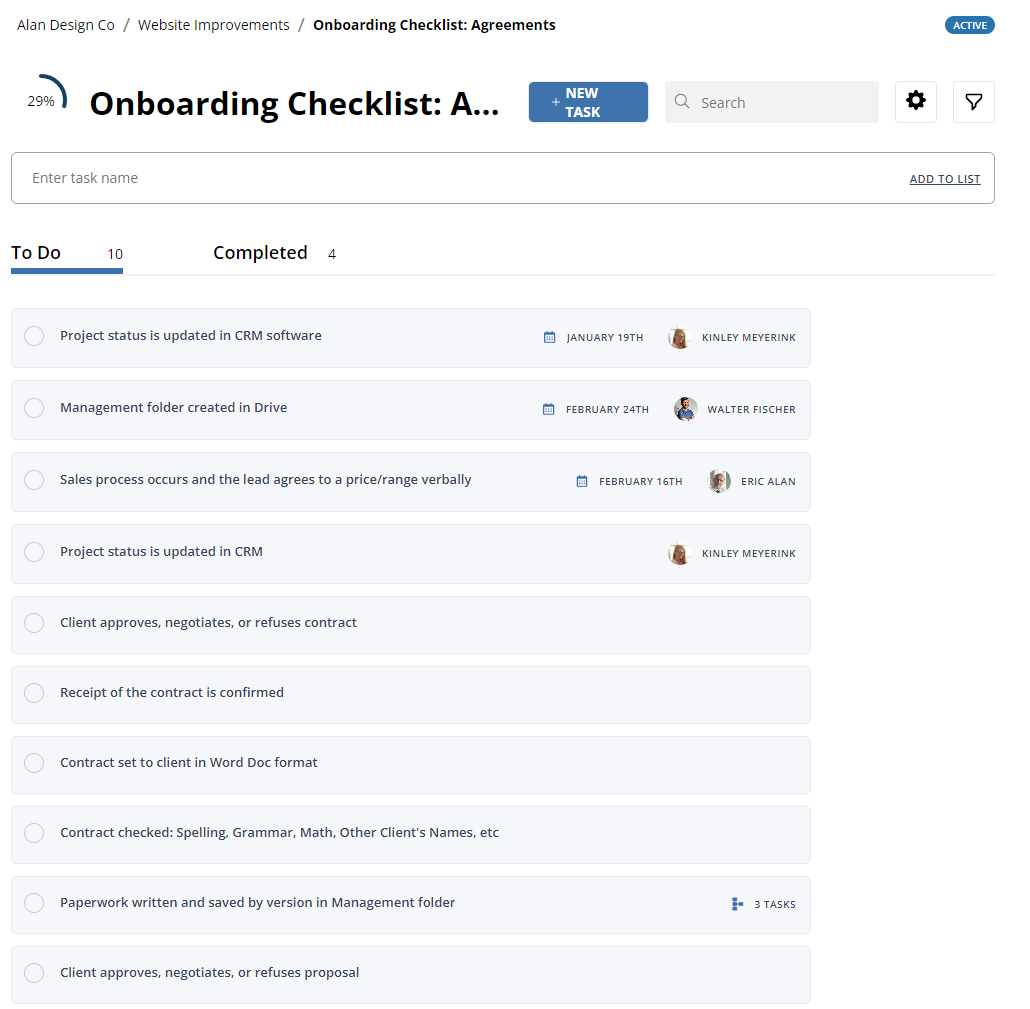 Alan Design Co / Website Improvements / Onboarding Checklist: Agreements
ACTIVE
29%
Onboarding Checklist: A...
+ NEW TASK
Search
Enter task name
ADD TO LIST
To Do 10
Completed 4
Project status is updated in CRM software JANUARY 19TH KINLEY MEYERINK
Management folder created in Drive FEBRUARY 24TH WALTER FISCHER
Sales process occurs and the lead agrees to a price/range verbally FEBRUARY 16TH ERIC ALAN
Project status is updated in CRM KINLEY MEYERINK
Client approves, negotiates, or refuses contract
Receipt of the contract is confirmed
Contract set to client in Word Doc format
Contract checked: Spelling, Grammar, Math, Other Client's Names, etc
Paperwork written and saved by version in Management folder 3 TASKS
Client approves, negotiates, or refuses proposal